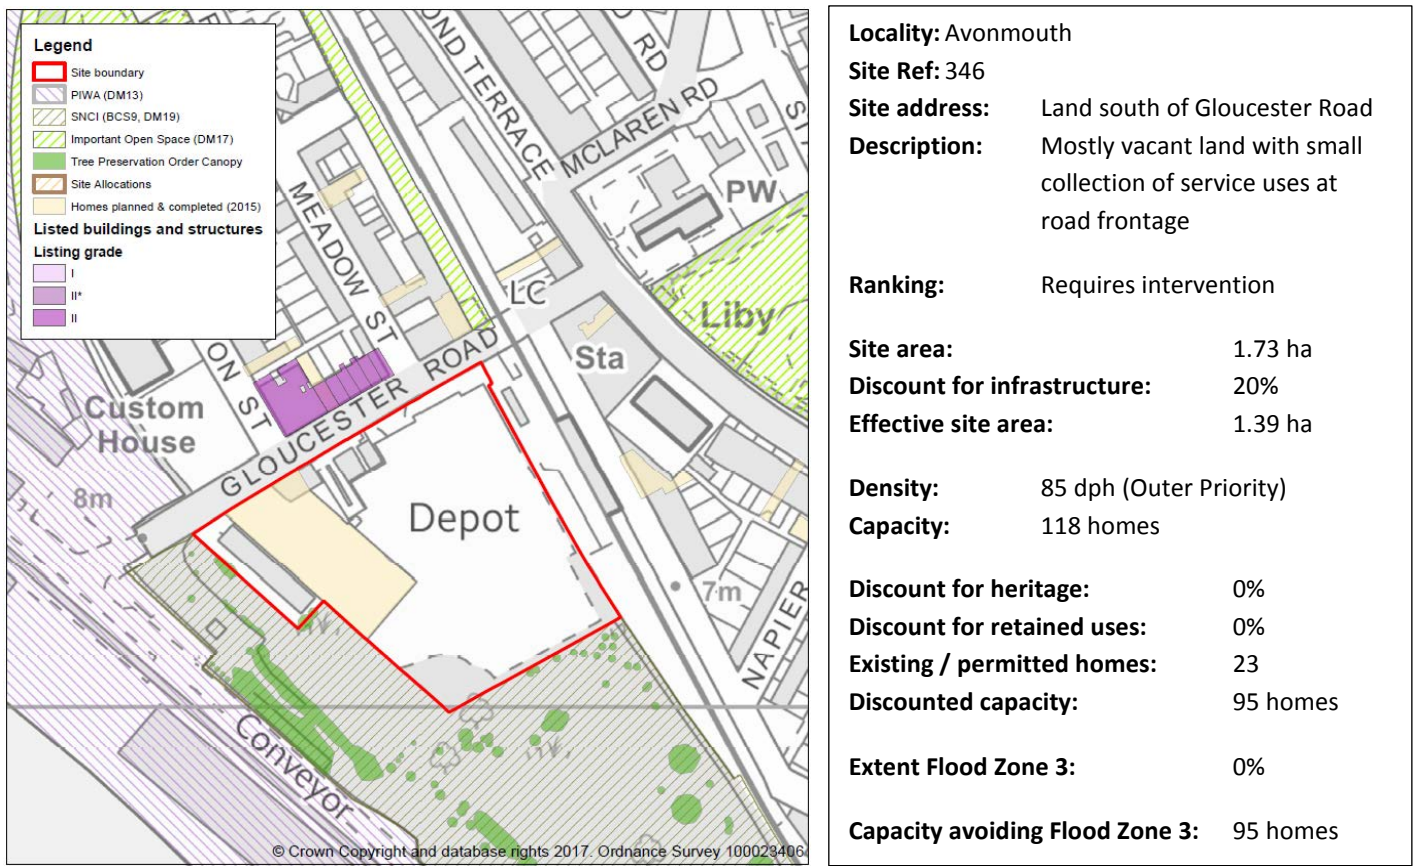 Legend
Site boundary
PIWA (DM13)
SNCI (BCS9, DM19)
Important Open Space (DM17)
Tree Preservation Order Canopy
Site Allocations
Homes planned & completed (2015)
Listed buildings and structures
Listing grade
I
II*
II
OND TERRACE
RD
MCLAREN RD
ST
PW
MEADOW ST
LC
Liby
Sta
ON ST
GLOUCESTER ROAD
Custom
House
8m
Depot
7m
NAPIER
Conveyor
© Crown Copyright and database rights 2017. Ordnance Survey 100023406
Locality: Avonmouth
Site Ref: 346
Site address: Land south of Gloucester Road
Description: Mostly vacant land with small
collection of service uses at
road frontage
Ranking: Requires intervention
Site area: 1.73 ha
Discount for infrastructure: 20%
Effective site area: 1.39 ha
Density: 85 dph (Outer Priority)
Capacity: 118 homes
Discount for heritage: 0%
Discount for retained uses: 0%
Existing / permitted homes: 23
Discounted capacity: 95 homes
Extent Flood Zone 3: 0%
Capacity avoiding Flood Zone 3: 95 homes